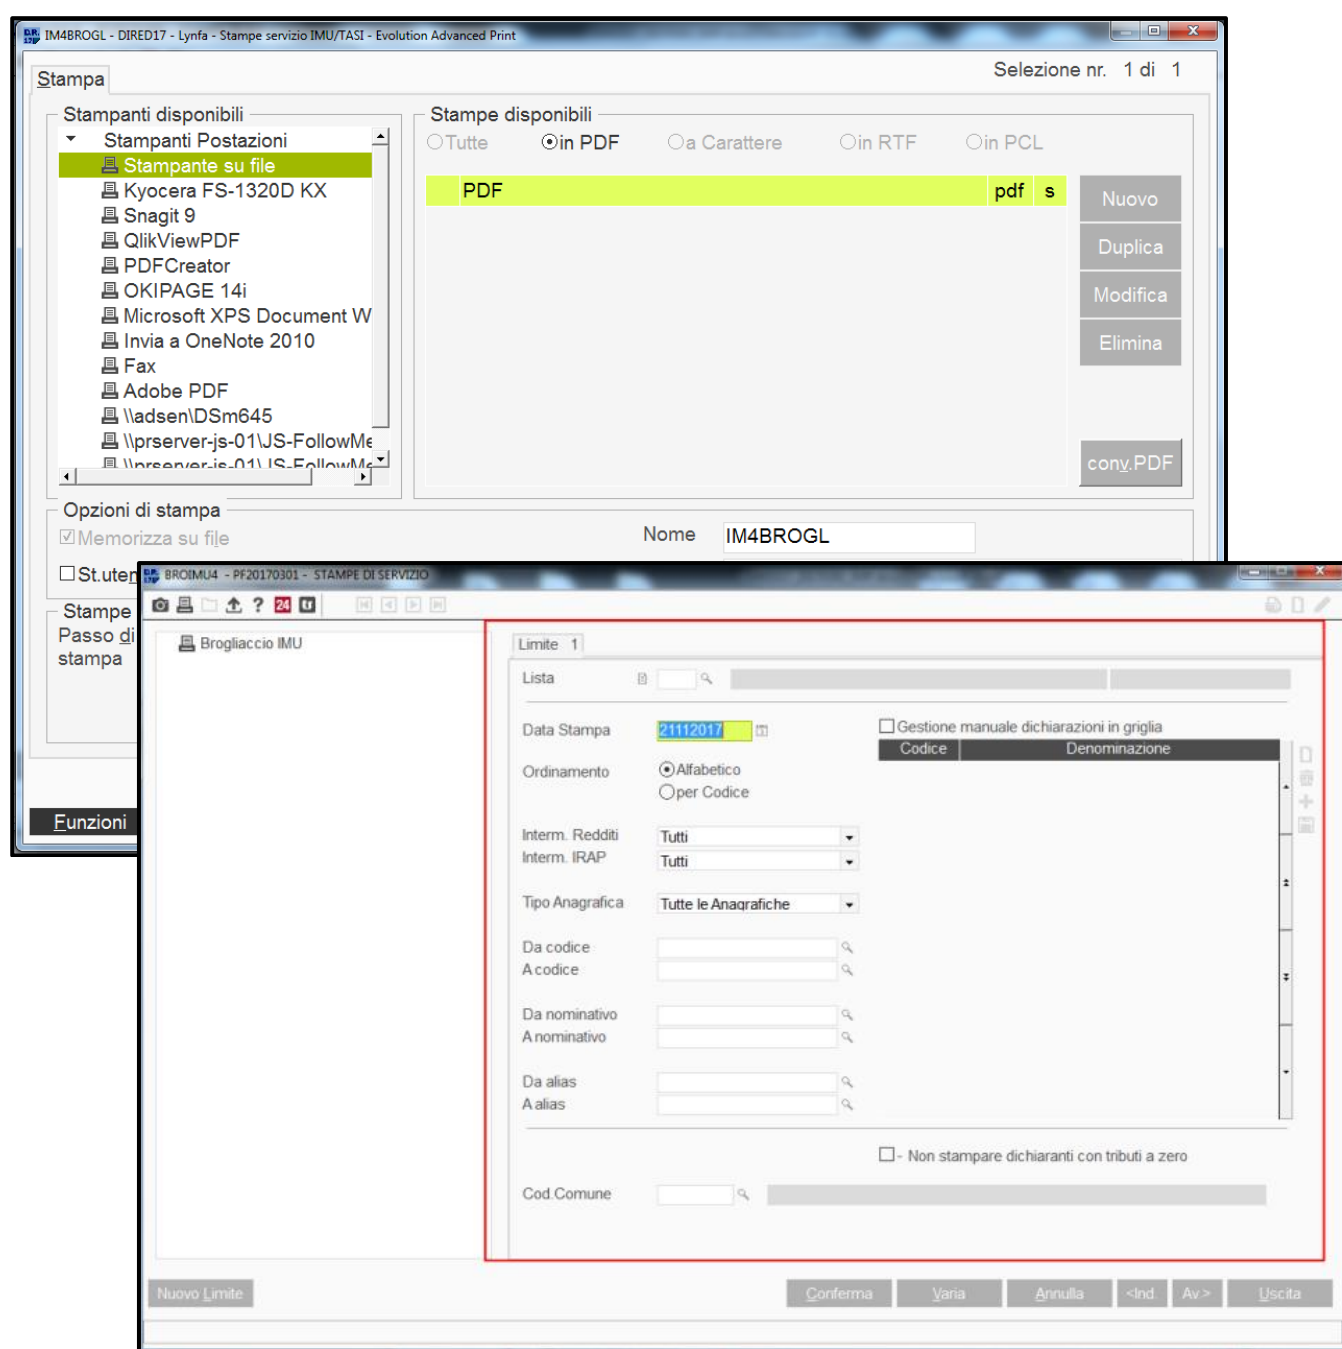 IM4BROGL - DIRED17 - Lynfa - Stampe servizio IMU/TASI - Evolution Advanced Print
Selezione nr. 1 di 1
Stampa
Stampanti disponibili
Stampanti Postazioni
Stampante su file
Kyocera FS-1320D KX
Snagit 9
QlikViewPDF
PDFCreator
OKIPAGE 14i
Microsoft XPS Document W
Invia a OneNote 2010
Fax
Adobe PDF
\\adsen\DSm645
\\prserver-js-01\JS-FollowMe
\\prserver-js-01\JS-FollowMe
Stampe disponibili
Tutte in PDF a Carattere in RTF in PCL
PDF pdf s
Nuovo
Duplica
Modifica
Elimina
conv.PDF
Opzioni di stampa
Memorizza su file
Nome IM4BROGL
St.uten
Stampe
Passo di
stampa
Funzioni
BROIMU4 - PF20170301 - STAMPE DI SERVIZIO
24
Brogliaccio IMU
Limite 1
Lista
Data Stampa 21112017
Gestione manuale dichiarazioni in griglia
Codice Denominazione
Ordinamento Alfabetico
per Codice
Interm. Redditi Tutti
Interm. IRAP Tutti
Tipo Anagrafica Tutte le Anagrafiche
Da codice
A codice
Da nominativo
A nominativo
Da alias
A alias
- Non stampare dichiaranti con tributi a zero
Cod.Comune
Nuovo Limite Conferma Varia Annulla <Ind. Av.> Uscita